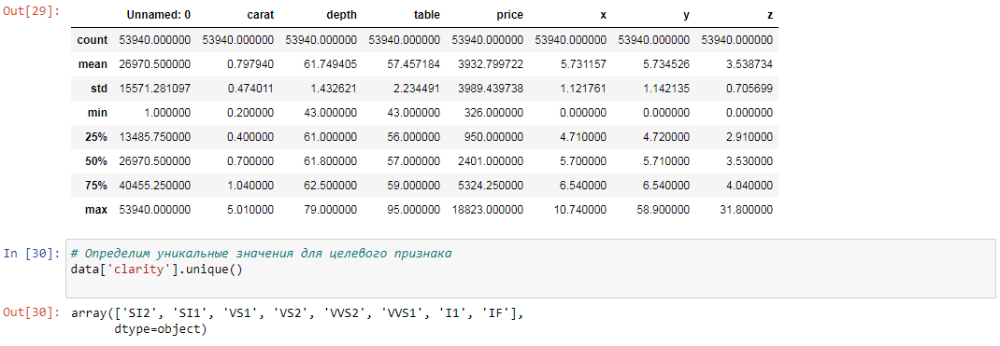 Out[29]:
Unnamed: 0 carat depth table price x y z
count 53940.000000 53940.000000 53940.000000 53940.000000 53940.000000 53940.000000 53940.000000 53940.000000
mean 26970.500000 0.797940 61.749405 57.457184 3932.799722 5.731157 5.734526 3.538734
std 15571.281097 0.474011 1.432621 2.234491 3989.439738 1.121761 1.142135 0.705699
min 1.000000 0.200000 43.000000 43.000000 326.000000 0.000000 0.000000 0.000000
25% 13485.750000 0.400000 61.000000 56.000000 950.000000 4.710000 4.720000 2.910000
50% 26970.500000 0.700000 61.800000 57.000000 2401.000000 5.700000 5.710000 3.530000
75% 40455.250000 1.040000 62.500000 59.000000 5324.250000 6.540000 6.540000 4.040000
max 53940.000000 5.010000 79.000000 95.000000 18823.000000 10.740000 58.900000 31.800000
In [30]: # Определим уникальные значения для целевого признака
data['clarity'].unique()
Out[30]: array(['SI2', 'SI1', 'VS1', 'VS2', 'VVS2', 'VVS1', 'I1', 'IF'],
dtype=object)